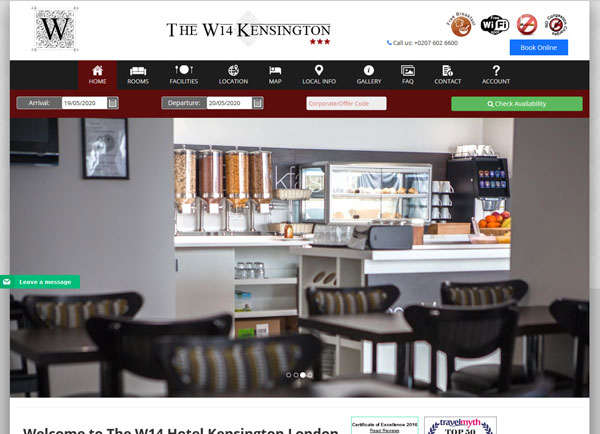 W
THE W14 KENSINGTON
Free Breakfast
Wi Fi
Call us: +0207 602 6600
Book Online
HOME
ROOMS
FACILITIES
LOCATION
MAP
LOCAL INFO
GALLERY
FAQ
CONTACT
ACCOUNT
Arrival: 19/05/2020
Departure: 20/05/2020
Corporate/Offer Code
Check Availability
Leave a message
Welcome to The W14 Hotel Kensington London
Certificate of Excellence 2016
Read Reviews
travelmyth
TOP 50